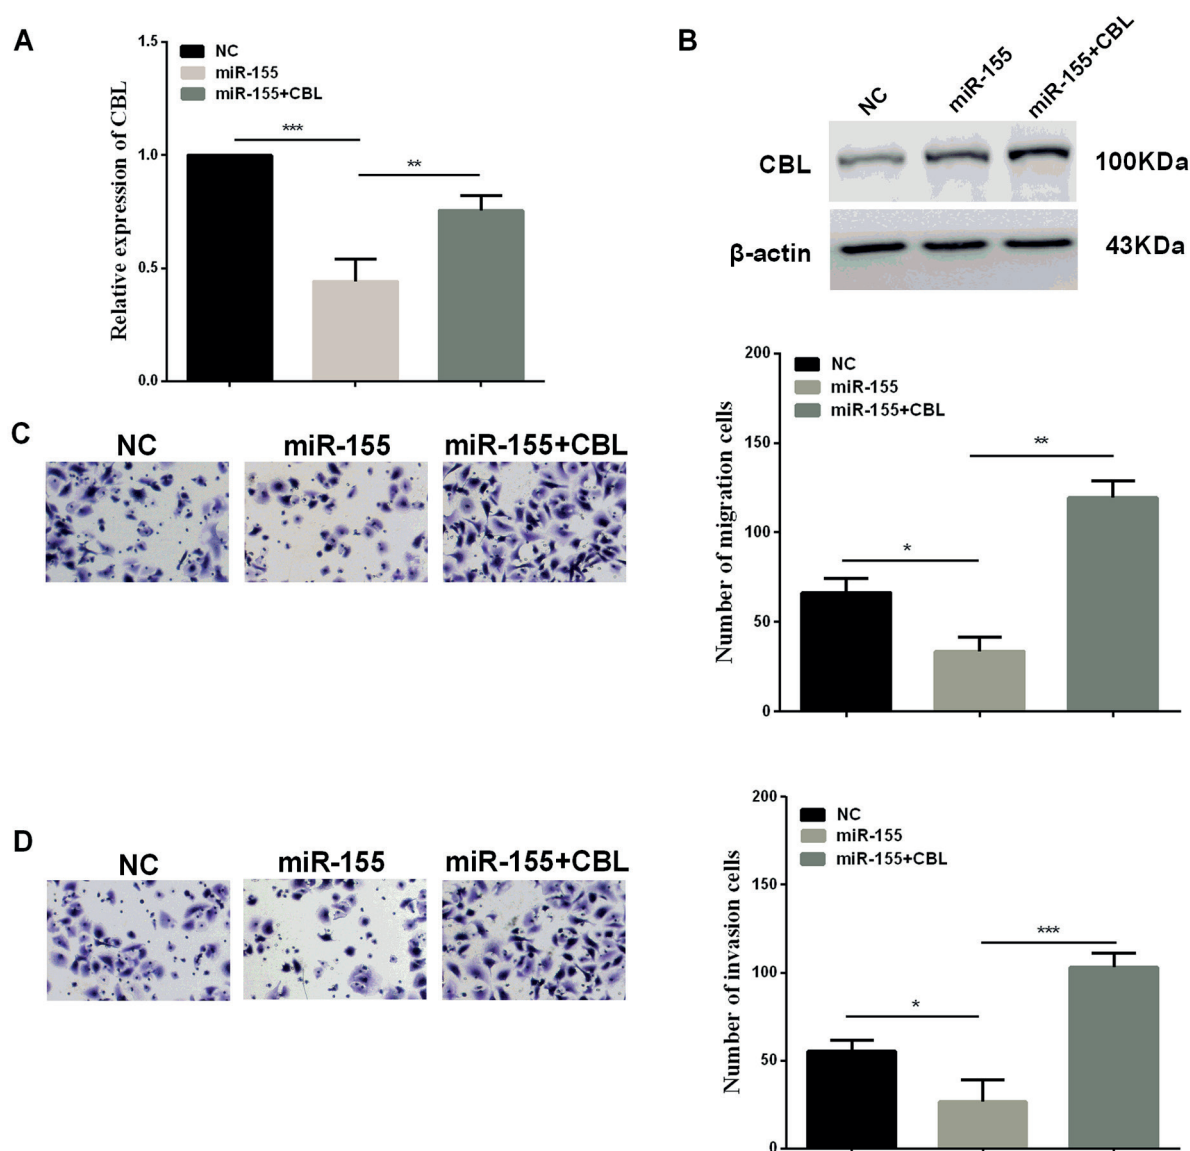 A
Relative expression of CBL
1.5
1.0
0.5
0.0
NC
miR-155
miR-155+CBL
***
**
B
NC
miR-155
miR-155+CBL
CBL
100KDa
β-actin
43KDa
C
NC
miR-155
miR-155+CBL
Number of migration cells
200
150
100
50
0
NC
miR-155
miR-155+CBL
*
**
D
NC
miR-155
miR-155+CBL
Number of invasion cells
200
150
100
50
0
NC
miR-155
miR-155+CBL
*
***